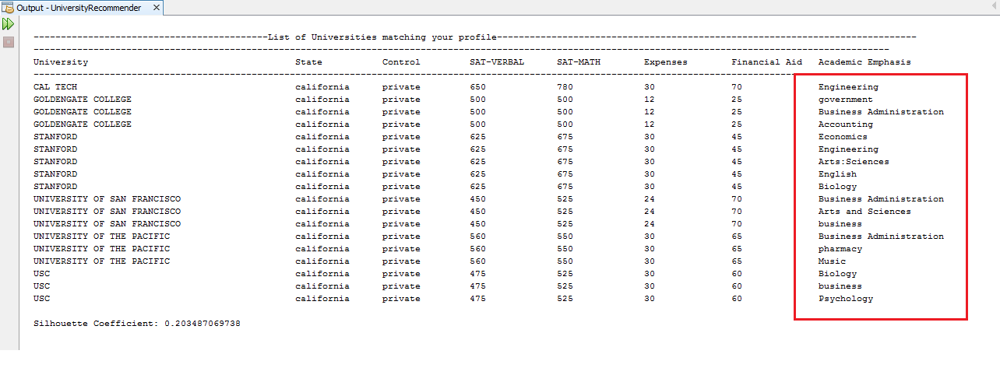 Output - UniversityRecommender
-------------------------------------------List of Universities matching your profile-----------------------------------------------------------------------------
-------------------------------------------------------------------------------------------------------------------------------------------------------------
University State Control SAT-VERBAL SAT-MATH Expenses Financial Aid Academic Emphasis
-------------------------------------------------------------------------------------------------------------------------------------------------------------
CAL TECH california private 650 780 30 70 Engineering
GOLDENGATE COLLEGE california private 500 500 12 25 government
GOLDENGATE COLLEGE california private 500 500 12 25 Business Administration
GOLDENGATE COLLEGE california private 500 500 12 25 Accounting
STANFORD california private 625 675 30 45 Economics
STANFORD california private 625 675 30 45 Engineering
STANFORD california private 625 675 30 45 Arts:Sciences
STANFORD california private 625 675 30 45 English
STANFORD california private 625 675 30 45 Biology
UNIVERSITY OF SAN FRANCISCO california private 450 525 24 70 Business Administration
UNIVERSITY OF SAN FRANCISCO california private 450 525 24 70 Arts and Sciences
UNIVERSITY OF SAN FRANCISCO california private 450 525 24 70 business
UNIVERSITY OF THE PACIFIC california private 560 550 30 65 Business Administration
UNIVERSITY OF THE PACIFIC california private 560 550 30 65 pharmacy
UNIVERSITY OF THE PACIFIC california private 560 550 30 65 Music
USC california private 475 525 30 60 Biology
USC california private 475 525 30 60 business
USC california private 475 525 30 60 Psychology
Silhouette Coefficient: 0.203487069738